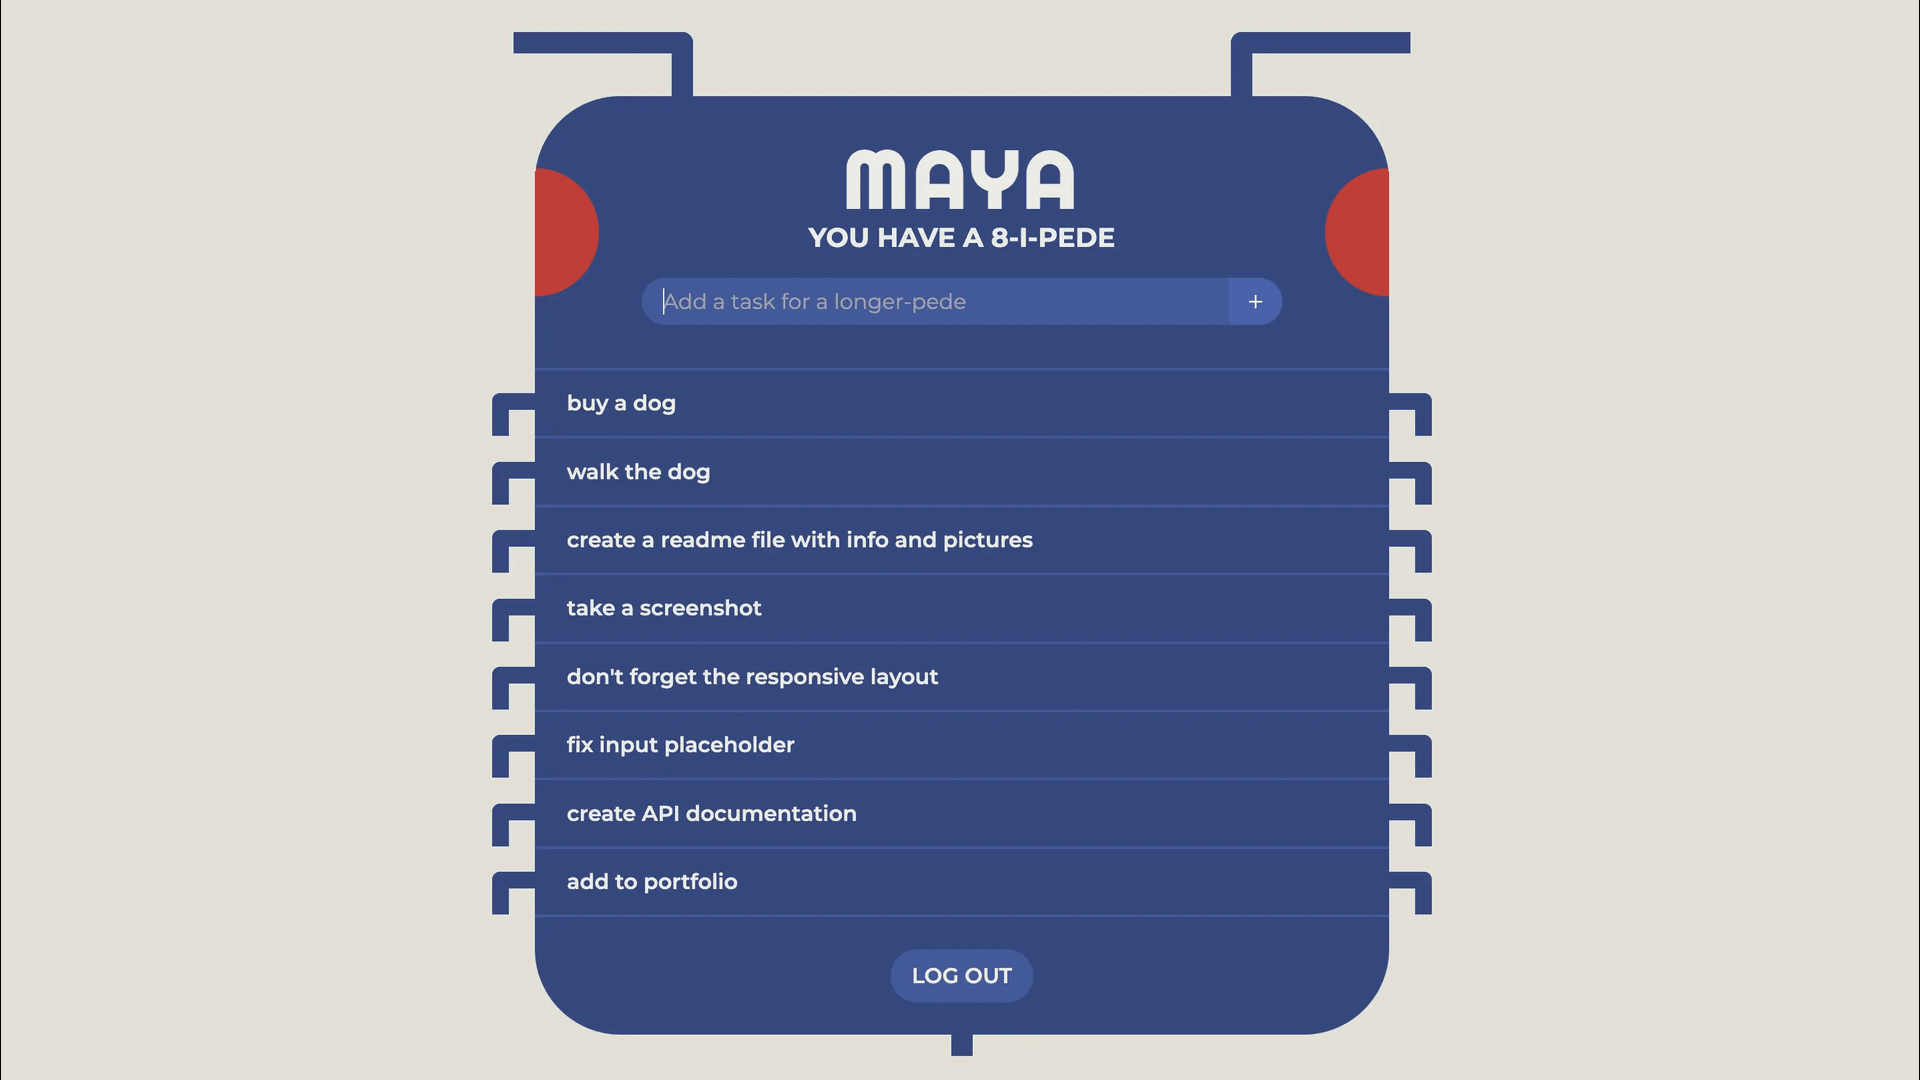 MAYA
YOU HAVE A 8-I-PEDE
Add a task for a longer-pede +
buy a dog
walk the dog
create a readme file with info and pictures
take a screenshot
don't forget the responsive layout
fix input placeholder
create API documentation
add to portfolio
LOG OUT